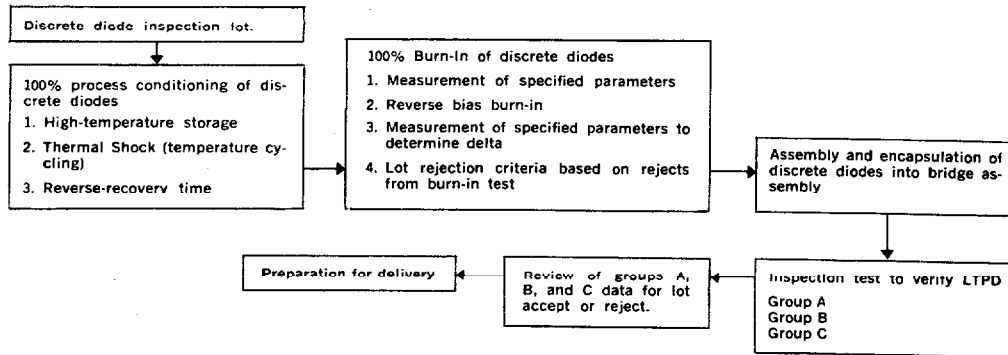 Discrete diode inspection lot.
100% process conditioning of dis-
crete diodes
1. High-temperature storage
2. Thermal Shock (temperature cy-
cling)
3. Reverse-recovery time
100% Burn-In of discrete diodes
1. Measurement of specified parameters
2. Reverse bias burn-in
3. Measurement of specified parameters to
determine delta
4. Lot rejection criteria based on rejects
from burn-in test
Assembly and encapsulation of
discrete diodes into bridge as-
sembly
Inspection test to verify LTPD
Group A
Group B
Group C
Review of groups A,
B, and C data for lot
accept or reject.
Preparation for delivery